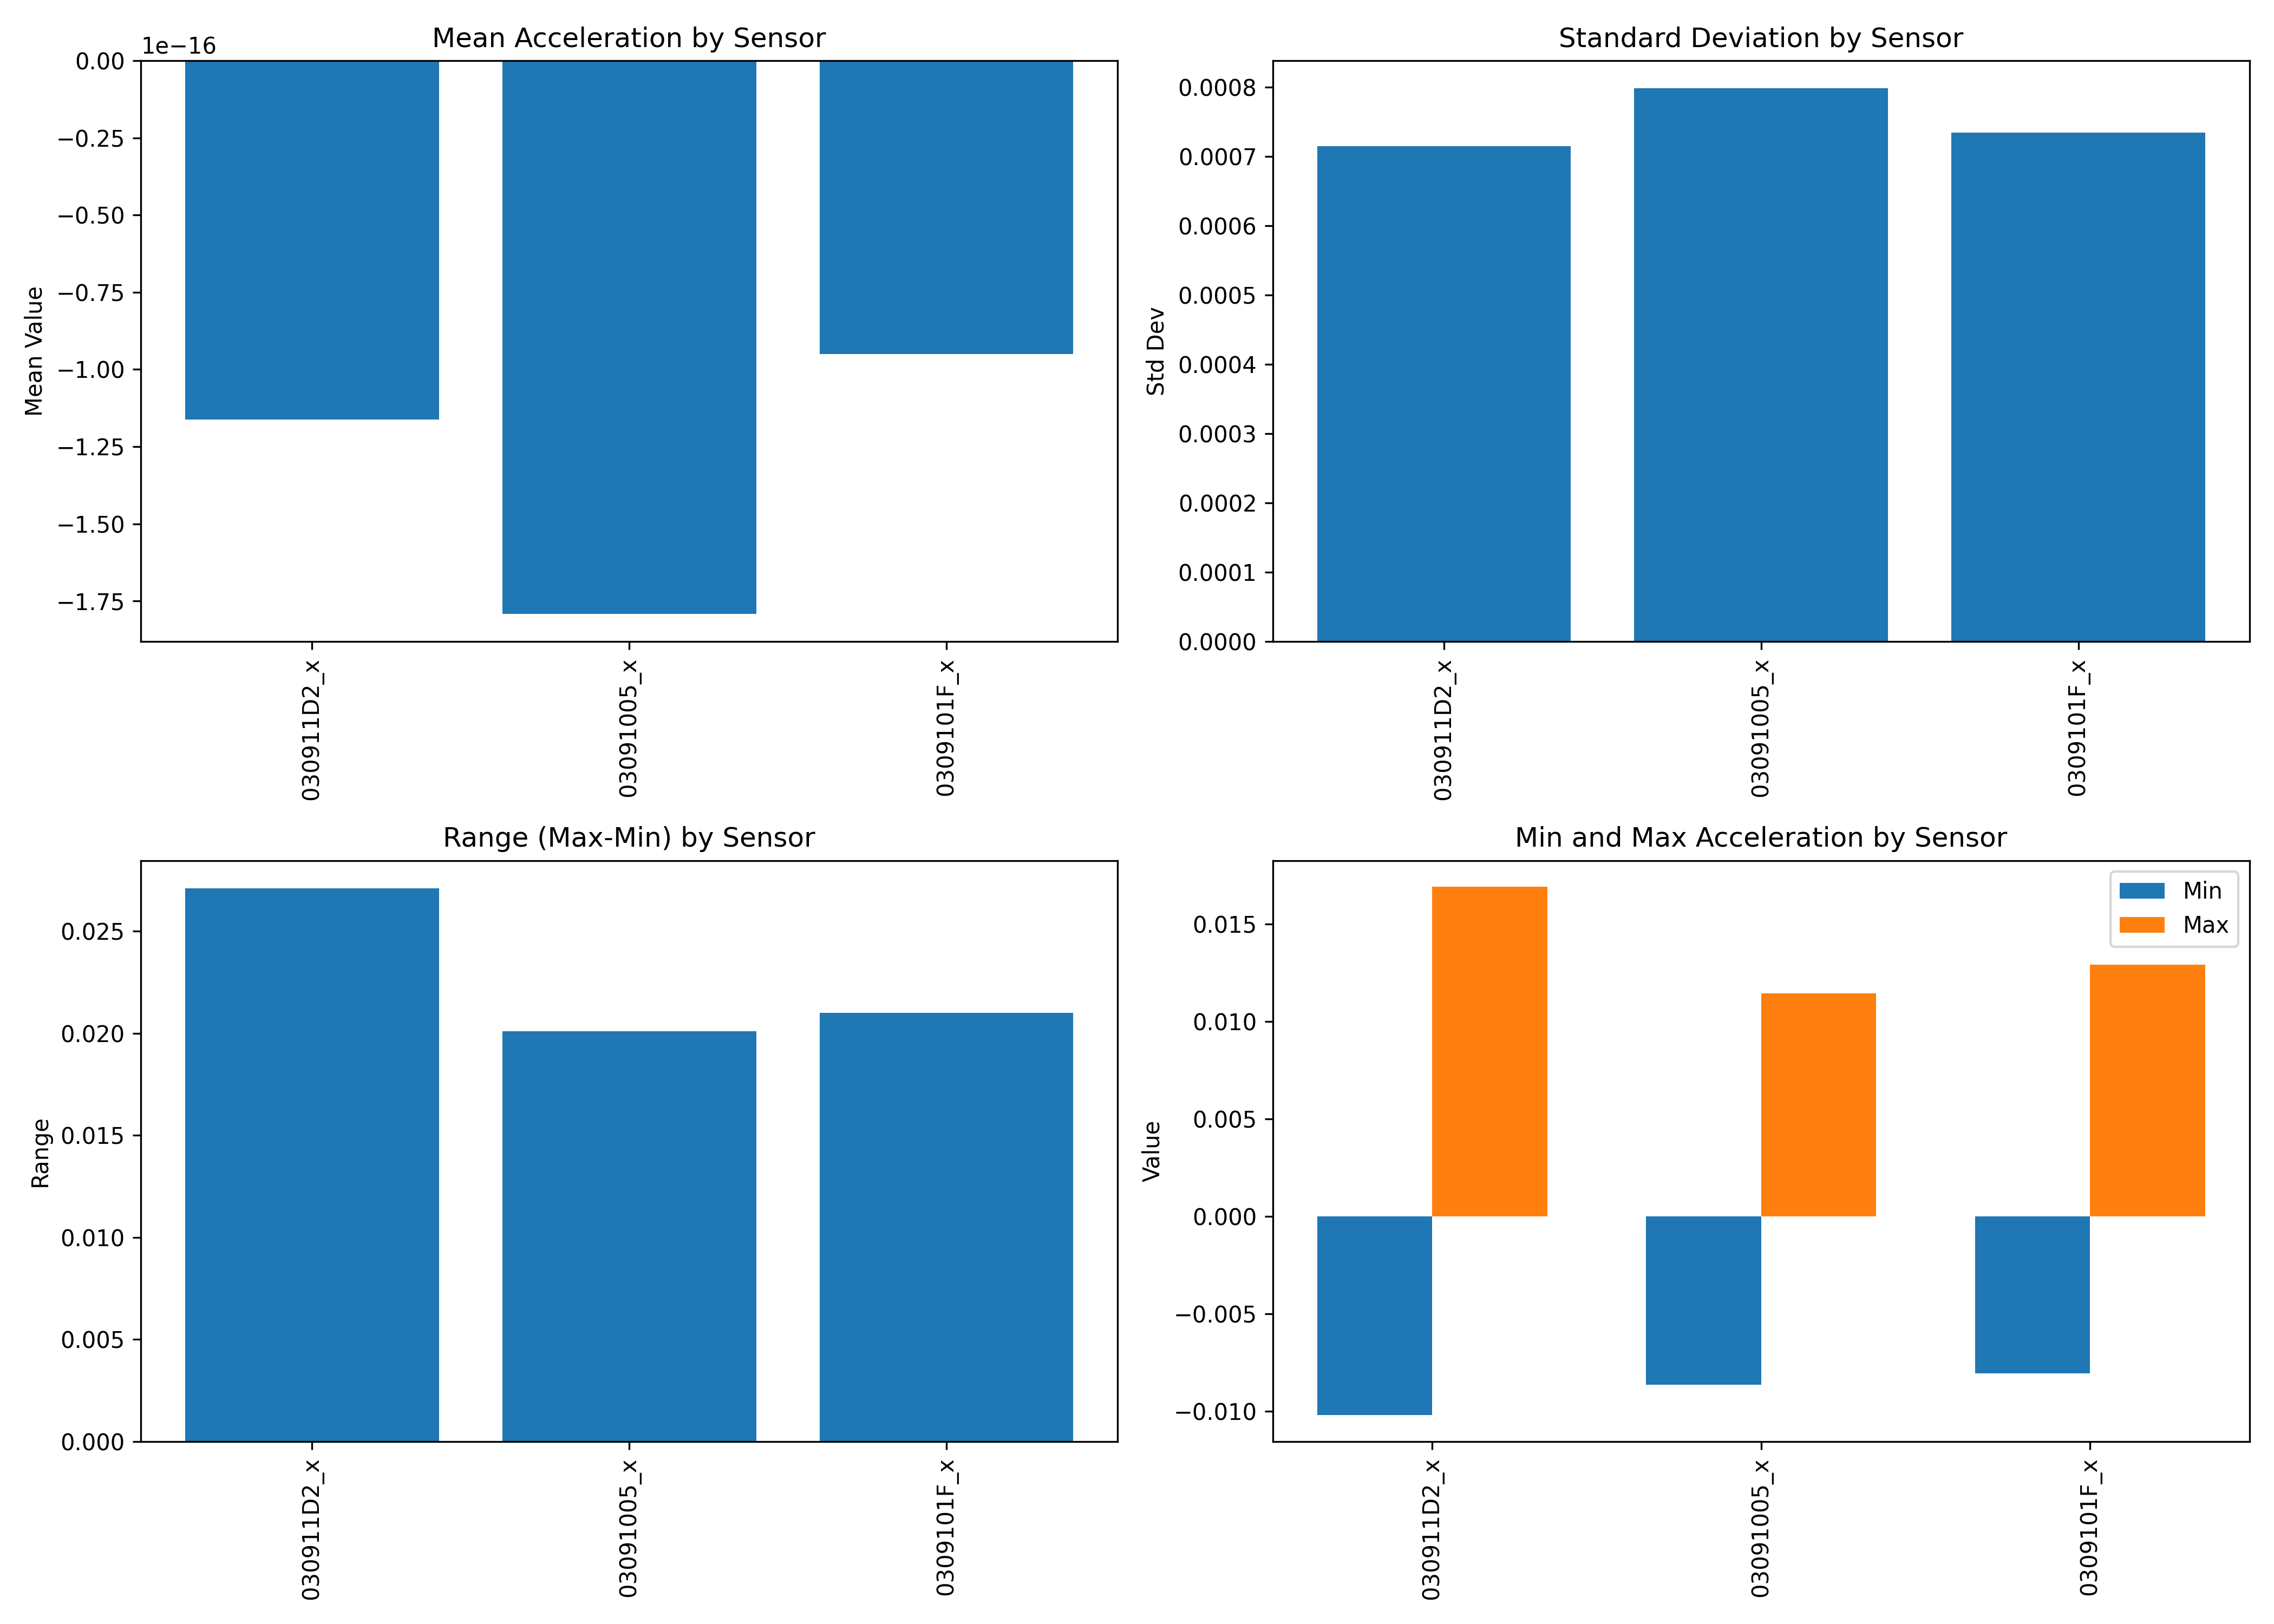 Mean Acceleration by Sensor
1e−16
0.00
−0.25
−0.50
−0.75
−1.00
−1.25
−1.50
−1.75
Mean Value
030911D2_x
03091005_x
0309101F_x
Standard Deviation by Sensor
0.0008
0.0007
0.0006
0.0005
0.0004
0.0003
0.0002
0.0001
0.0000
Std Dev
030911D2_x
03091005_x
0309101F_x
Range (Max-Min) by Sensor
0.025
0.020
0.015
0.010
0.005
0.000
Range
030911D2_x
03091005_x
0309101F_x
Min and Max Acceleration by Sensor
Min
Max
0.015
0.010
0.005
0.000
−0.005
−0.010
Value
030911D2_x
03091005_x
0309101F_x